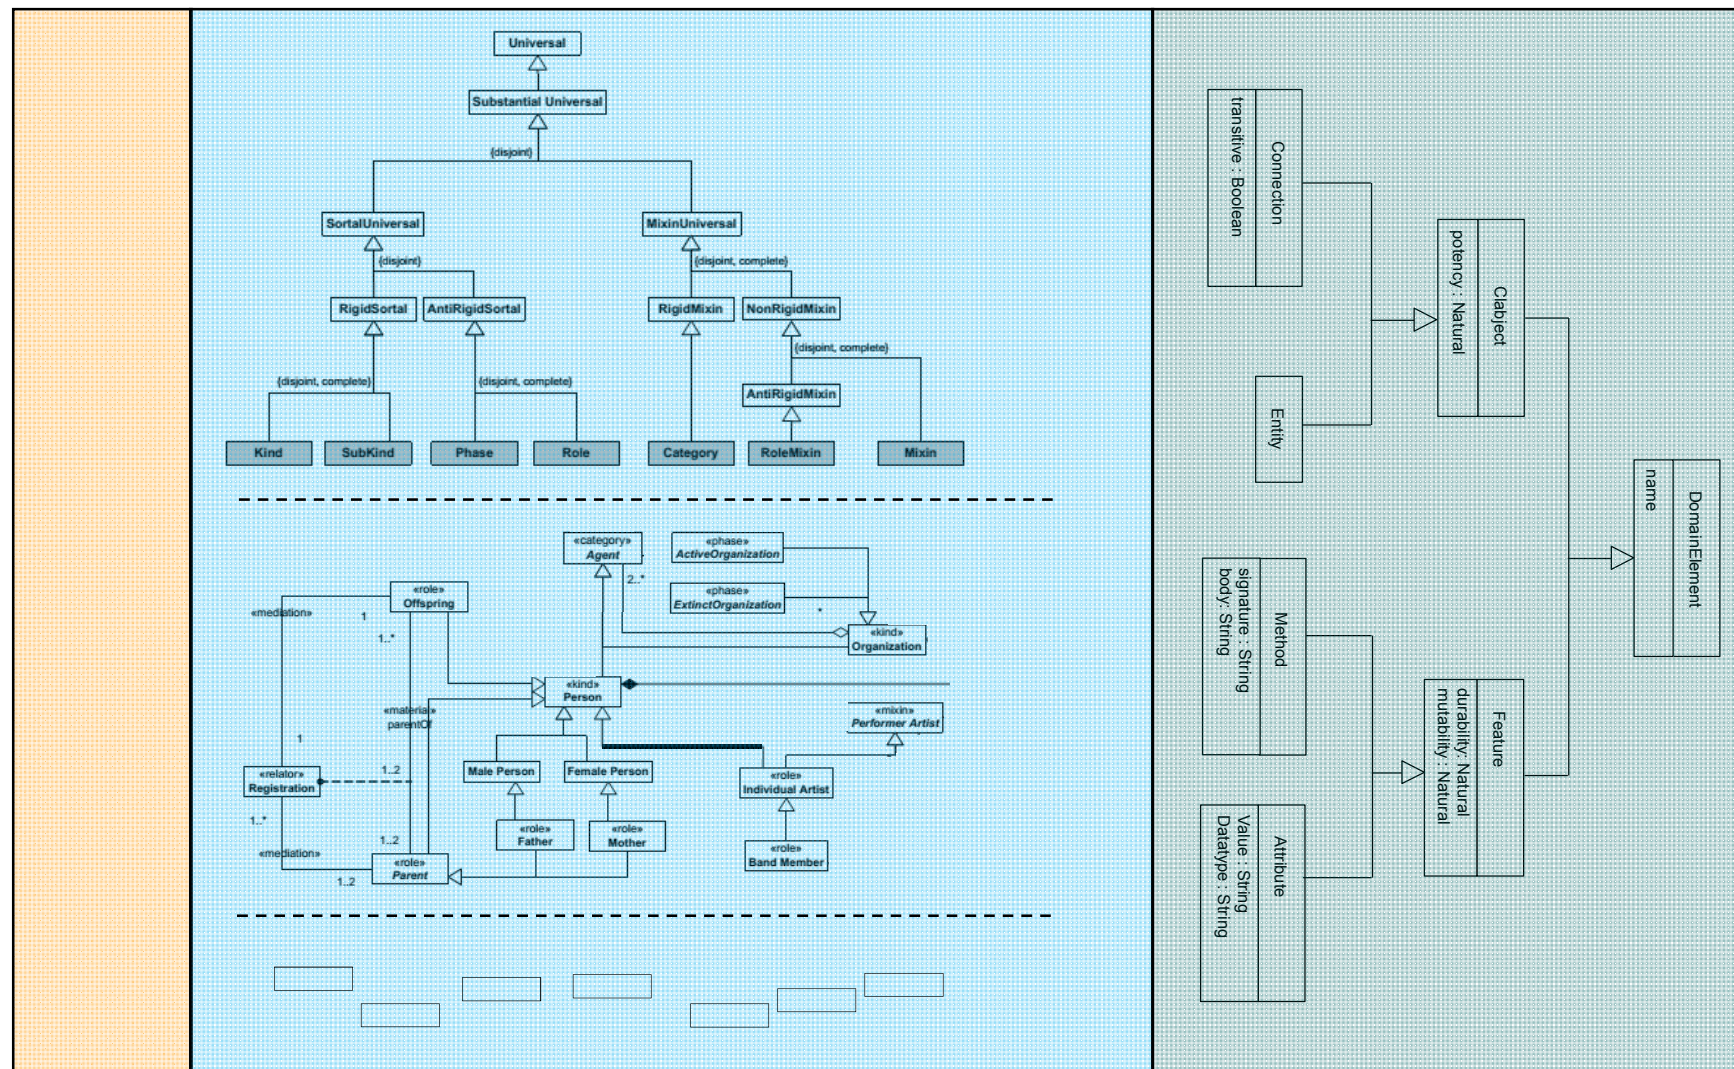 Universal
Substantial Universal
{disjoint}
SortalUniversal
MixinUniversal
{disjoint}
{disjoint, complete}
RigidSortal
AntiRigidSortal
RigidMixin
NonRigidMixin
{disjoint, complete}
{disjoint, complete}
{disjoint, complete}
AntiRigidMixin
Kind
SubKind
Phase
Role
Category
RoleMixin
Mixin
«category»
Agent
2..*
«phase»
ActiveOrganization
«phase»
ExtinctOrganization
*
«kind»
Organization
«role»
Offspring
«mediation»
1
1..*
«kind»
Person
«material»
parentOf
«mixin»
Performer Artist
1
1..2
«relator»
Registration
Male Person
Female Person
«role»
Individual Artist
1..*
«role»
Father
«role»
Mother
1..2
«mediation»
«role»
Parent
1..2
«role»
Band Member
DomainElement
name
Clabject
potency : Natural
Feature
durability: Natural
mutability : Natural
Connection
transitive : Boolean
Entity
Method
signature : String
body: String
Attribute
Value : String
Datatype : String